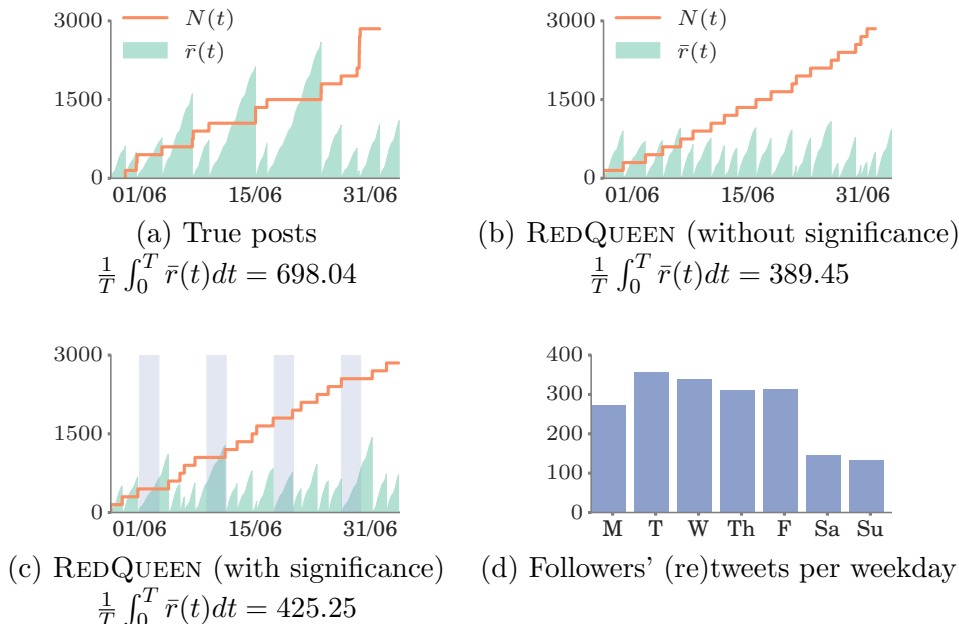 3000
1500
0
N(t)
r̄(t)
01/06 15/06 31/06
(a) True posts
1/T ∫₀ᵀ r̄(t)dt = 698.04
3000
1500
0
N(t)
r̄(t)
01/06 15/06 31/06
(b) REDQUEEN (without significance)
1/T ∫₀ᵀ r̄(t)dt = 389.45
3000
1500
0
01/06 15/06 31/06
(c) REDQUEEN (with significance)
1/T ∫₀ᵀ r̄(t)dt = 425.25
400
300
200
100
0
M T W Th F Sa Su
(d) Followers’ (re)tweets per weekday